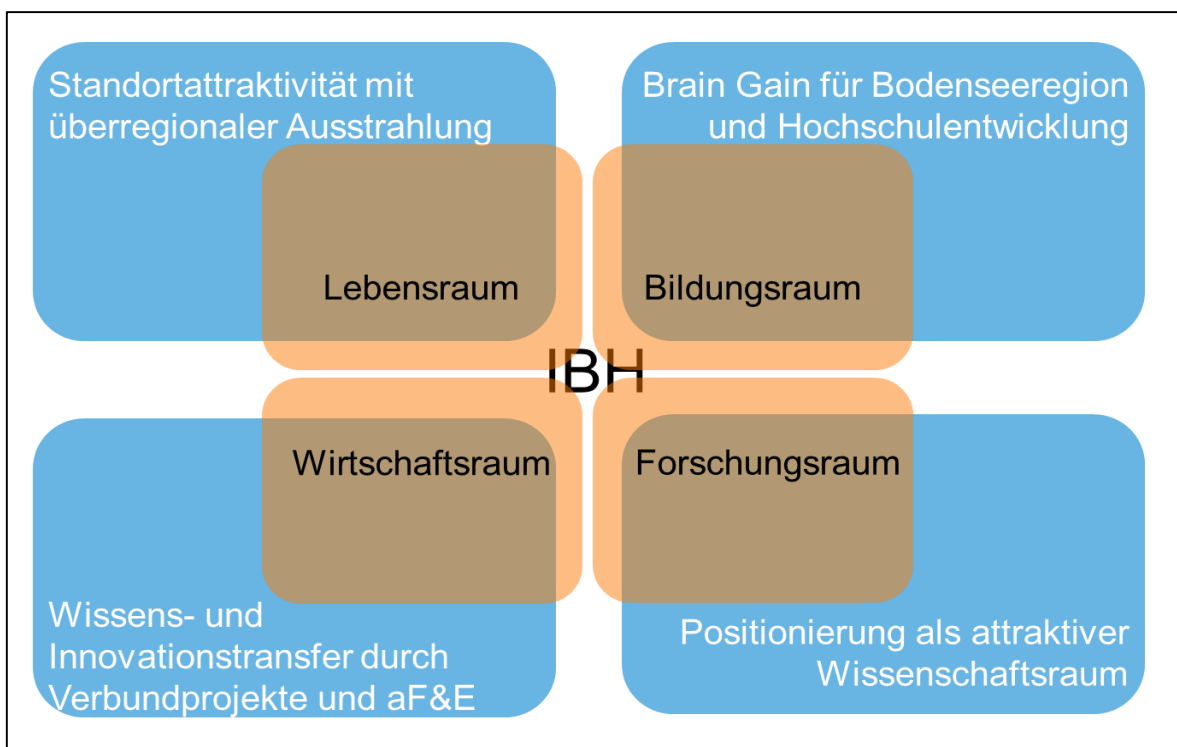 Standortattraktivität mit
überregionaler Ausstrahlung
Brain Gain für Bodenseeregion
und Hochschulentwicklung
Lebensraum
Bildungsraum
IBH
Wirtschaftsraum
Forschungsraum
Wissens- und
Innovationstransfer durch
Verbundprojekte und aF&E
Positionierung als attraktiver
Wissenschaftsraum